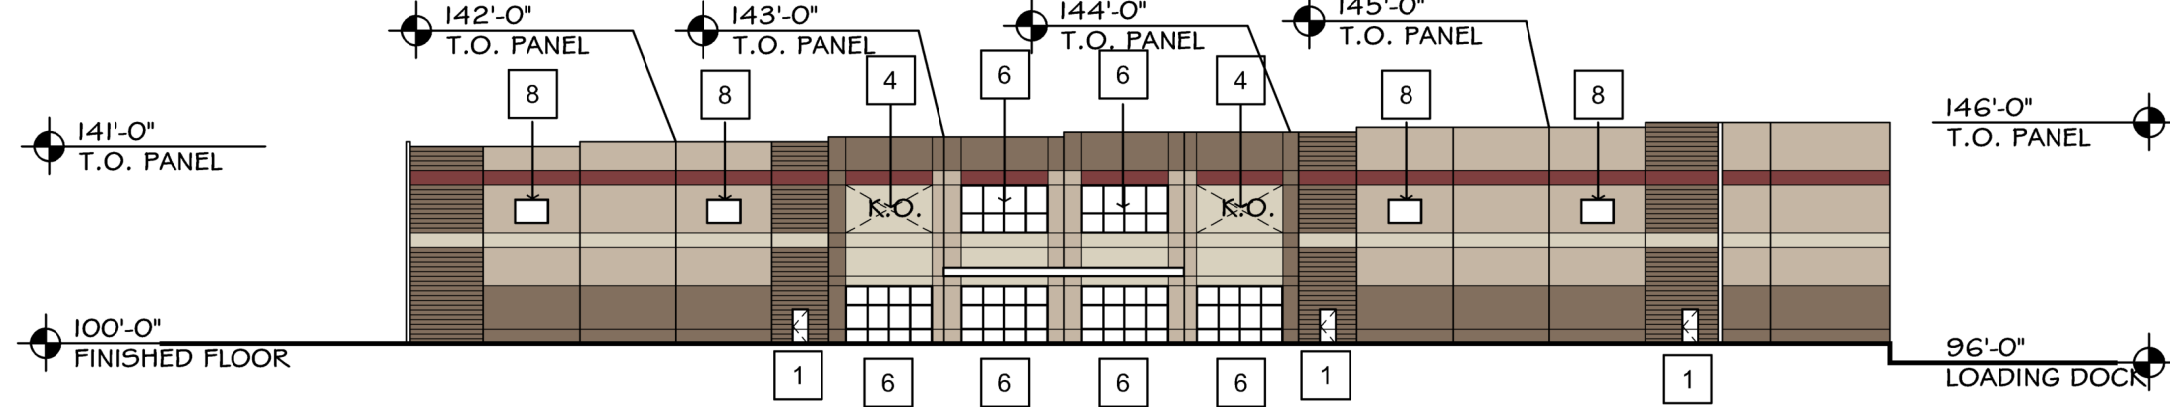 142'-0"
T.O. PANEL
143'-0"
T.O. PANEL
144'-0"
T.O. PANEL
145'-0"
T.O. PANEL
8
8
4
6
6
4
8
8
141'-0"
T.O. PANEL
146'-0"
T.O. PANEL
K.O.
K.O.
100'-0"
FINISHED FLOOR
96'-0"
LOADING DOCK
1
6
6
6
6
1
1